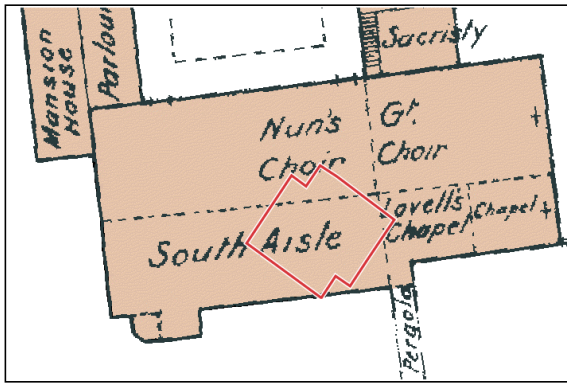 Mansion
House
Parlour
Sacristy
Nun's
Choir
Gt.
Choir
South Aisle
Lovell's
Chapel
Chapel
Pergola